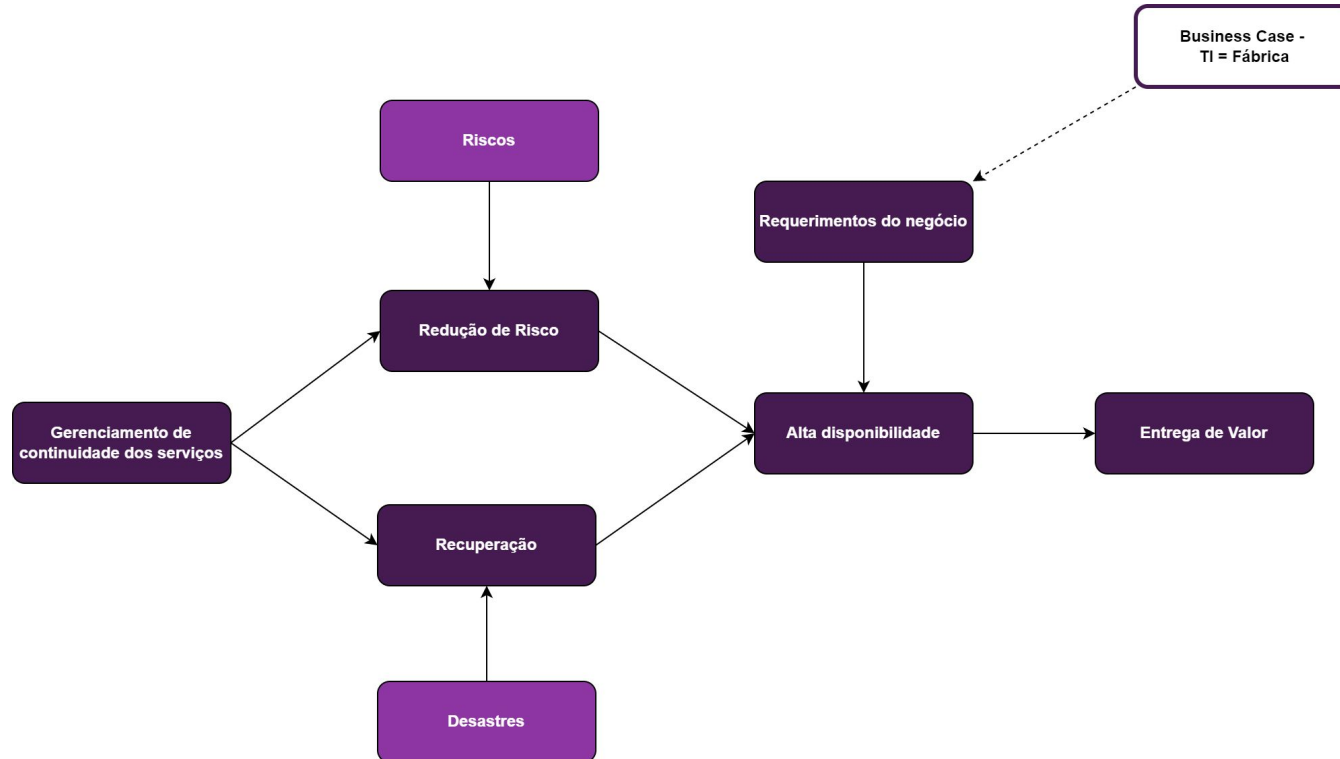 Business Case -
TI = Fábrica
Riscos
Requerimentos do negócio
Redução de Risco
Gerenciamento de
continuidade dos serviços
Alta disponibilidade
Entrega de Valor
Recuperação
Desastres